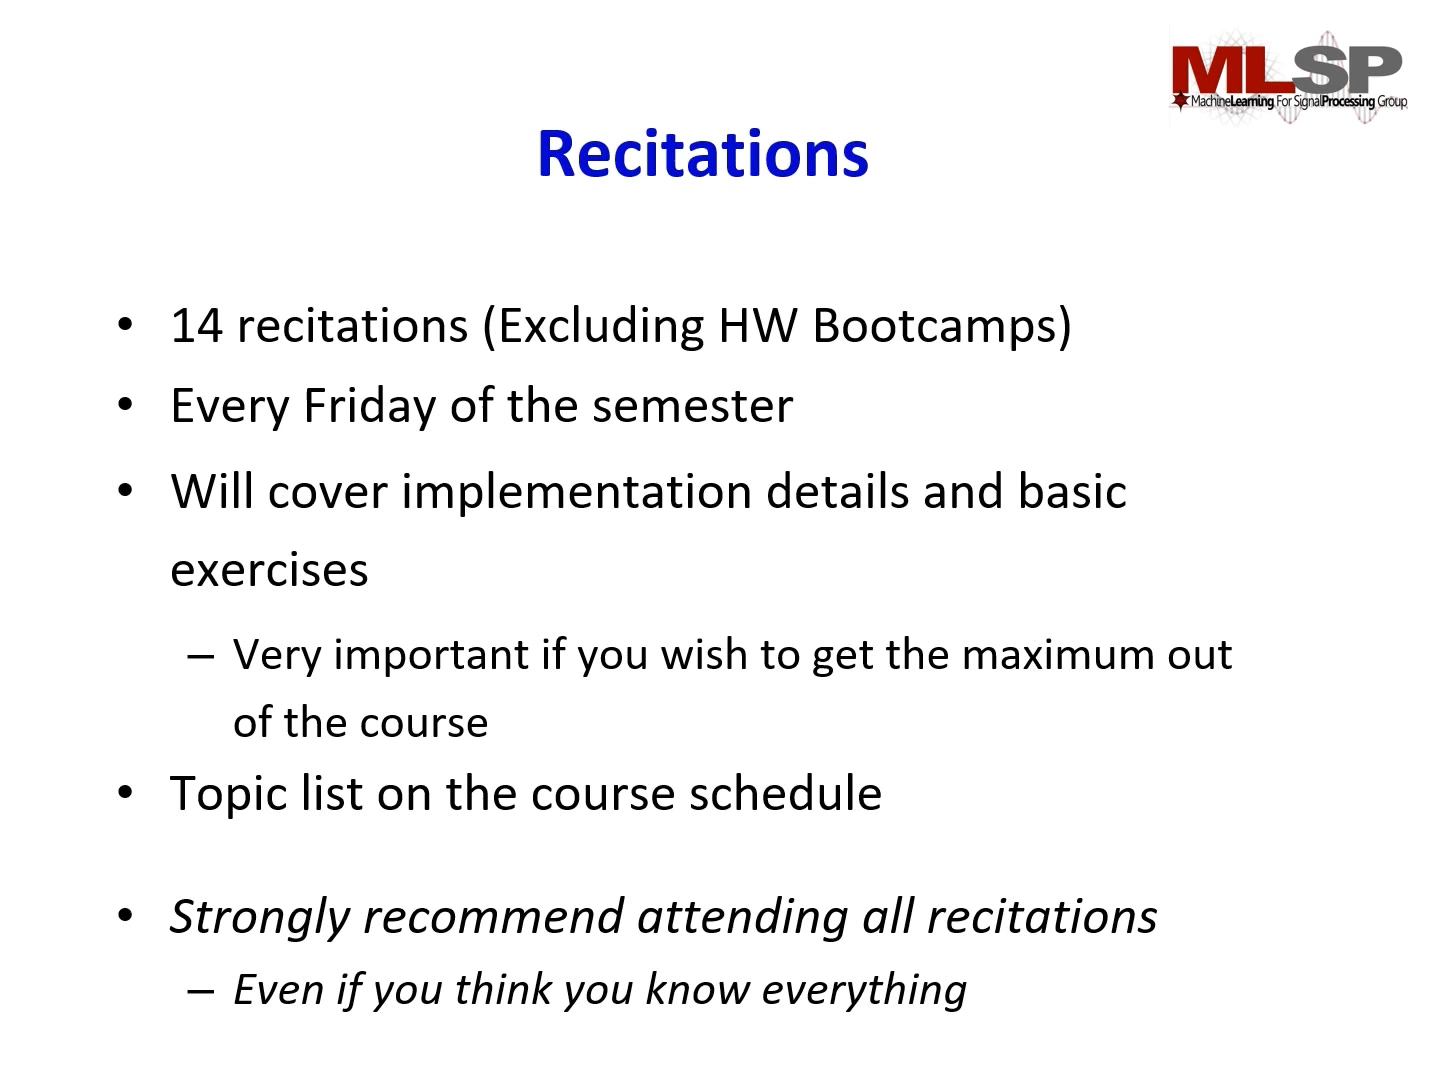 MLSP
MachineLearning For SignalProcessing Group
Recitations
• 14 recitations (Excluding HW Bootcamps)
• Every Friday of the semester
• Will cover implementation details and basic
exercises
– Very important if you wish to get the maximum out
of the course
• Topic list on the course schedule
• Strongly recommend attending all recitations
– Even if you think you know everything